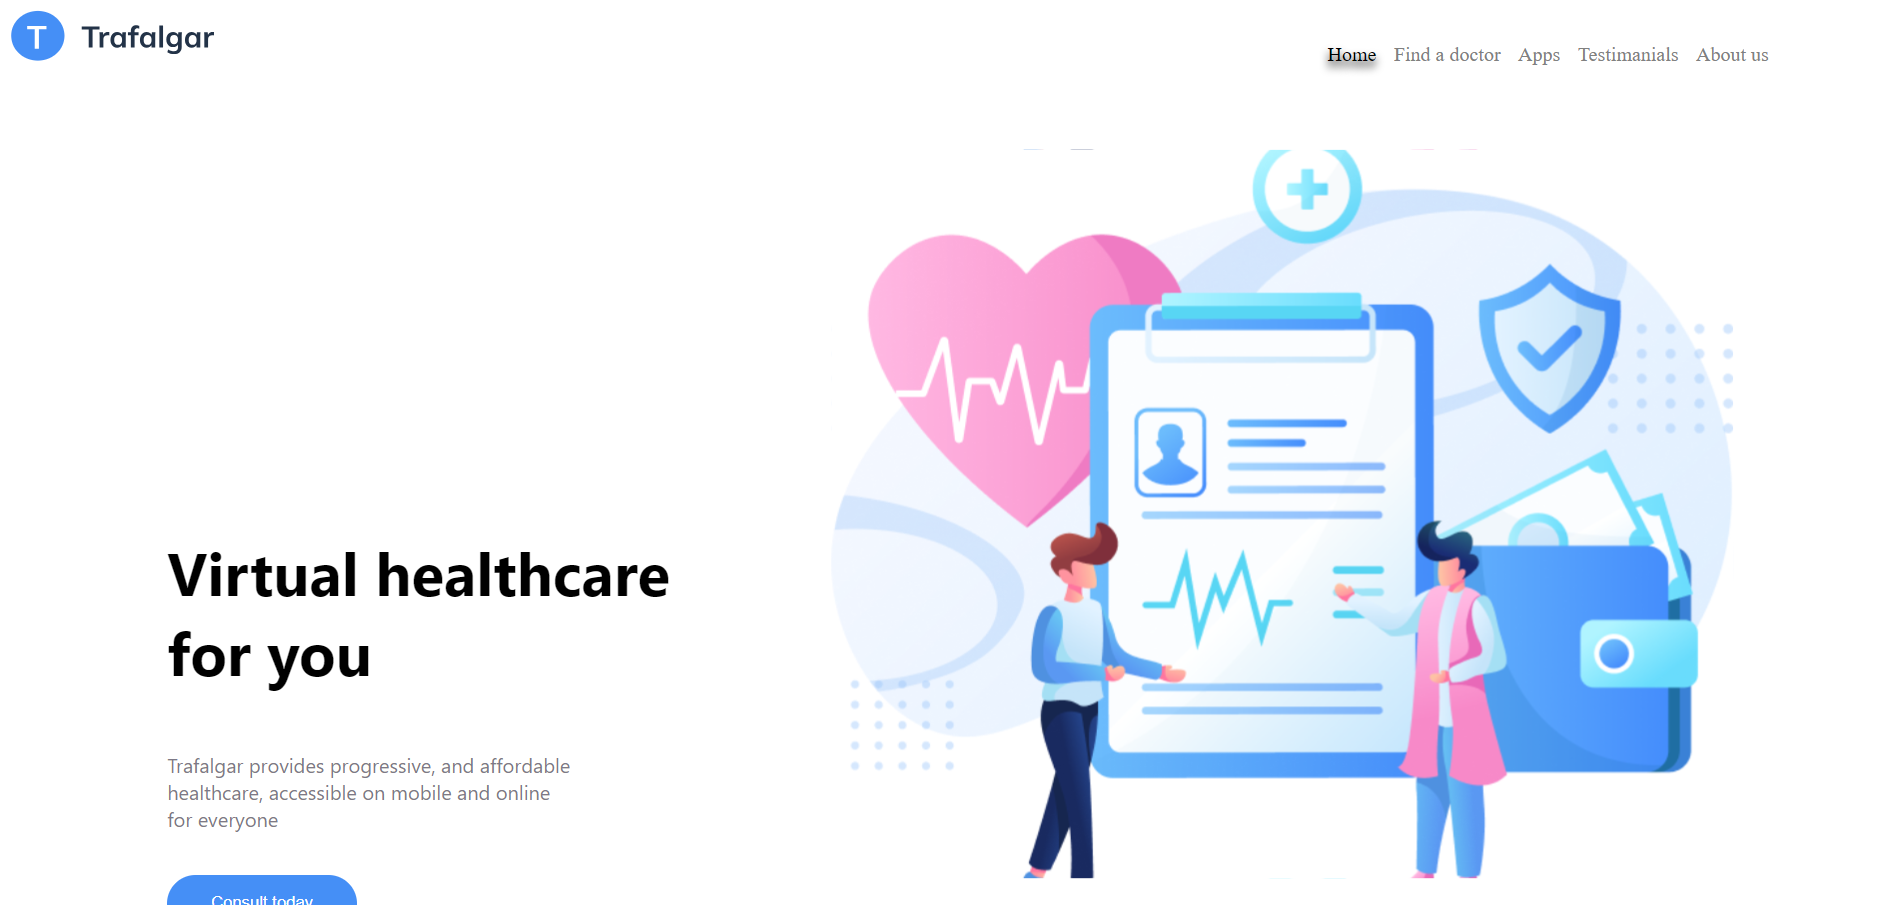 T Trafalgar
Home Find a doctor Apps Testimanials About us
Virtual healthcare
for you
Trafalgar provides progressive, and affordable
healthcare, accessible on mobile and online
for everyone
Consult today